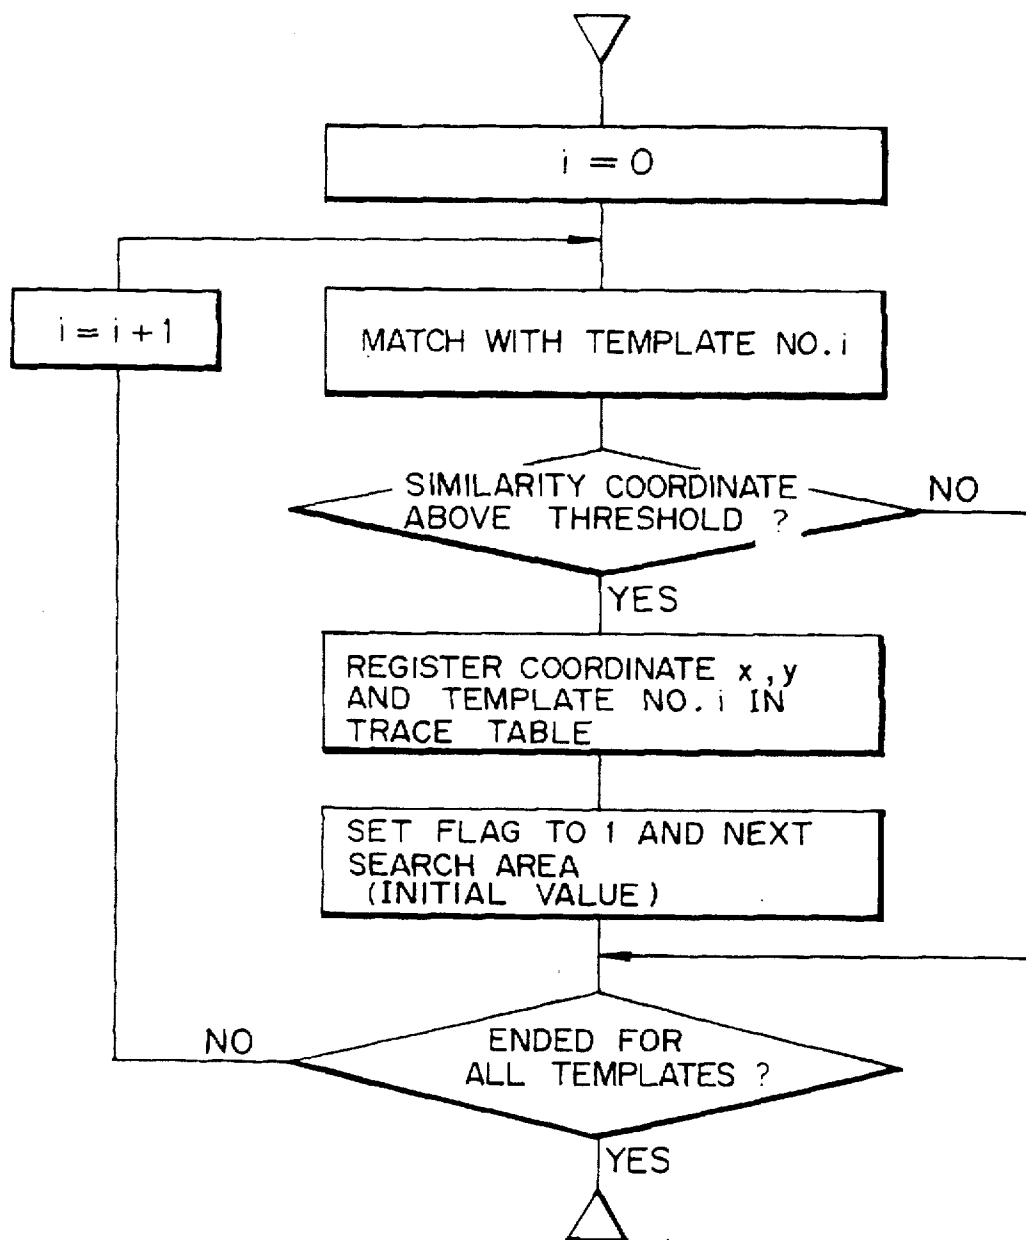 i = 0
i = i + 1
MATCH WITH TEMPLATE NO. i
SIMILARITY COORDINATE
ABOVE THRESHOLD ?
NO
YES
REGISTER COORDINATE x, y
AND TEMPLATE NO. i IN
TRACE TABLE
SET FLAG TO 1 AND NEXT
SEARCH AREA
(INITIAL VALUE)
NO
ENDED FOR
ALL TEMPLATES ?
YES